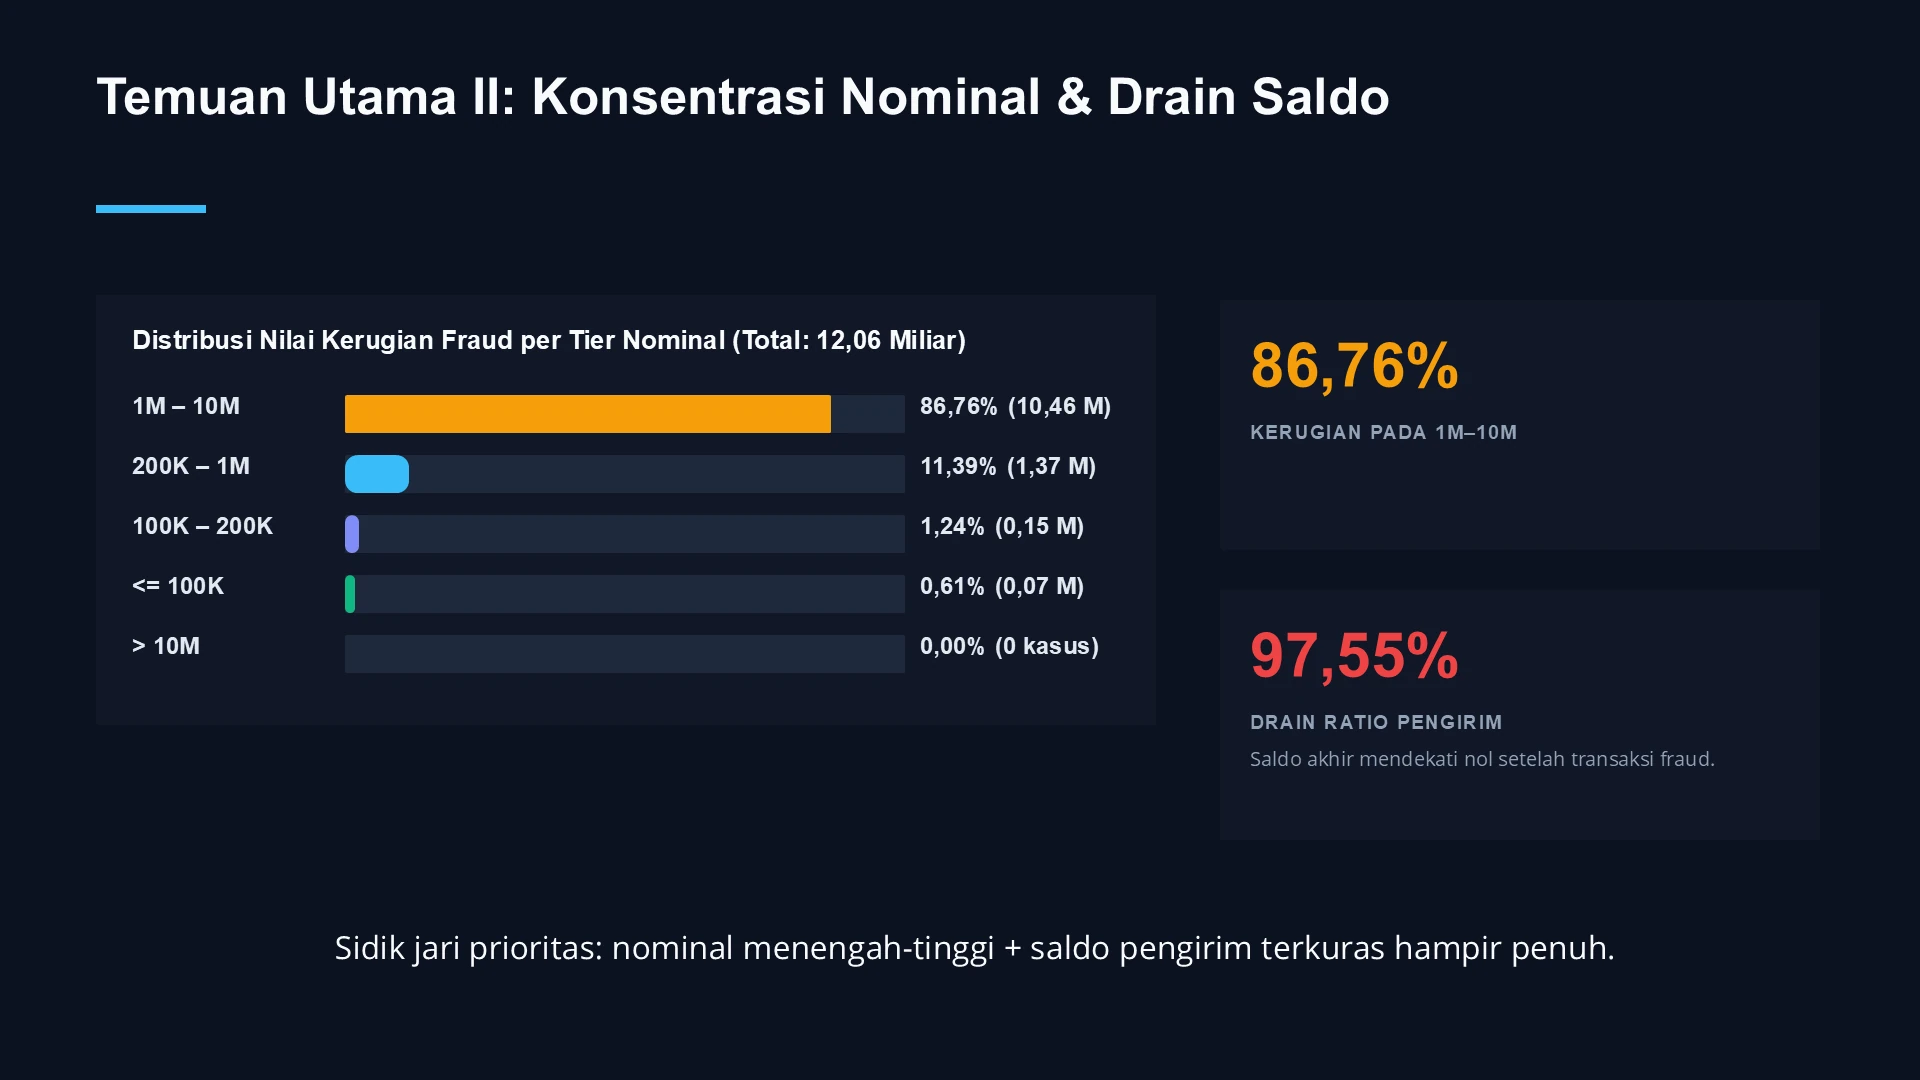 Temuan Utama II: Konsentrasi Nominal & Drain Saldo
Distribusi Nilai Kerugian Fraud per Tier Nominal (Total: 12,06 Miliar)
1M – 10M 86,76% (10,46 M)
200K – 1M 11,39% (1,37 M)
100K – 200K 1,24% (0,15 M)
<= 100K 0,61% (0,07 M)
> 10M 0,00% (0 kasus)
86,76%
KERUGIAN PADA 1M–10M
97,55%
DRAIN RATIO PENGIRIM
Saldo akhir mendekati nol setelah transaksi fraud.
Sidik jari prioritas: nominal menengah-tinggi + saldo pengirim terkuras hampir penuh.